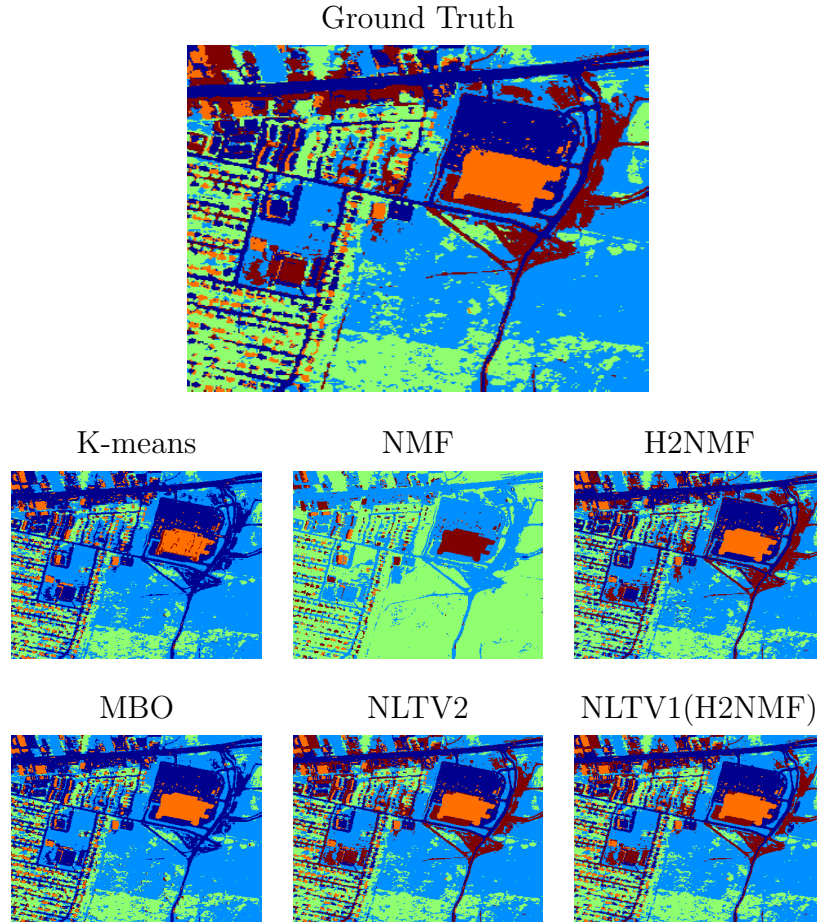 Ground Truth
K-means
NMF
H2NMF
MBO
NLTV2
NLTV1(H2NMF)